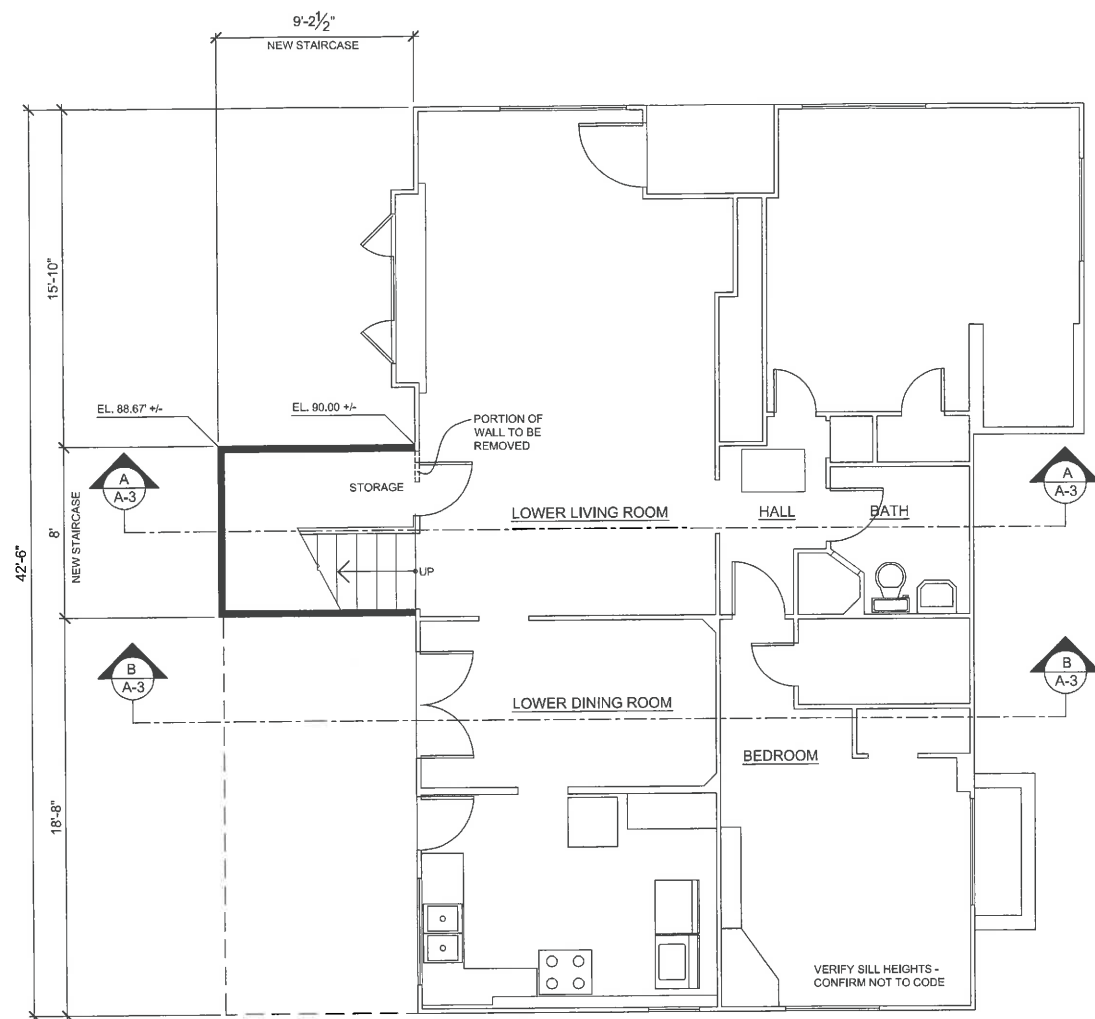 9'-2½"
NEW STAIRCASE
15'-10"
EL. 88.67' +/-
EL. 90.00 +/-
PORTION OF
WALL TO BE
REMOVED
A
A-3
STORAGE
A
A-3
LOWER LIVING ROOM
HALL
BATH
8'
NEW STAIRCASE
42'-6"
UP
B
A-3
B
A-3
LOWER DINING ROOM
BEDROOM
18'-8"
VERIFY SILL HEIGHTS -
CONFIRM NOT TO CODE